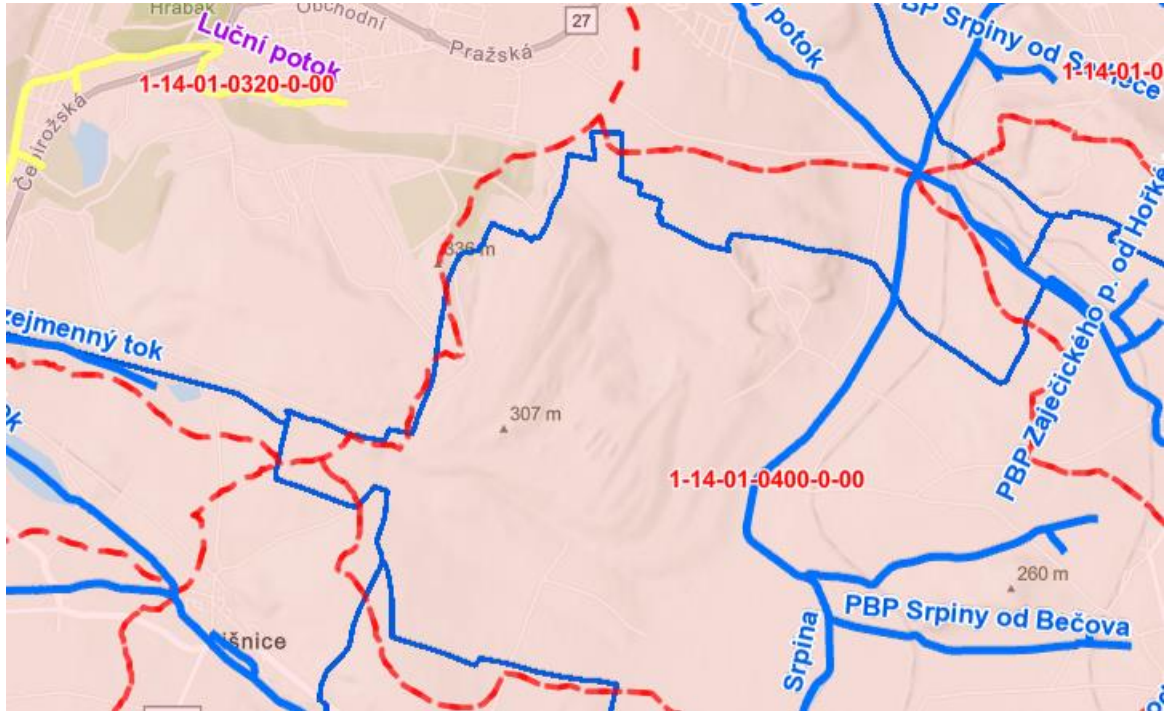 Hrabák
Obchodní
27
Pražská
Luční potok
1-14-01-0320-0-00
potok
PBP Srpiny od
1-14-01-0
336 m
307 m
1-14-01-0400-0-00
PBP Zaječického p. od Hořké
260 m
PBP Srpiny od Bečova
Srpina
zejmenný tok
ok
išnice